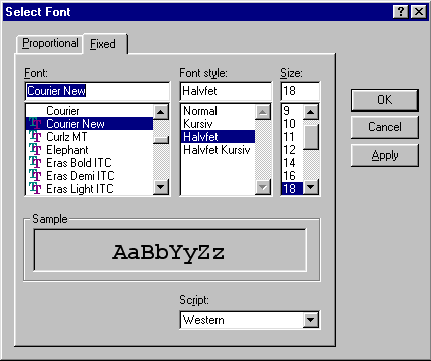 Select Font
Proportional Fixed
Font: Font style: Size:
Courier New Halvfet 18
Courier Normal 9
Courier New Kursiv 10
Curlz MT Halvfet 11
Elephant Halvfet Kursiv 12
Eras Bold ITC 14
Eras Demi ITC 16
Eras Light ITC 18
OK
Cancel
Apply
Sample
AaBbYyZz
Script:
Western